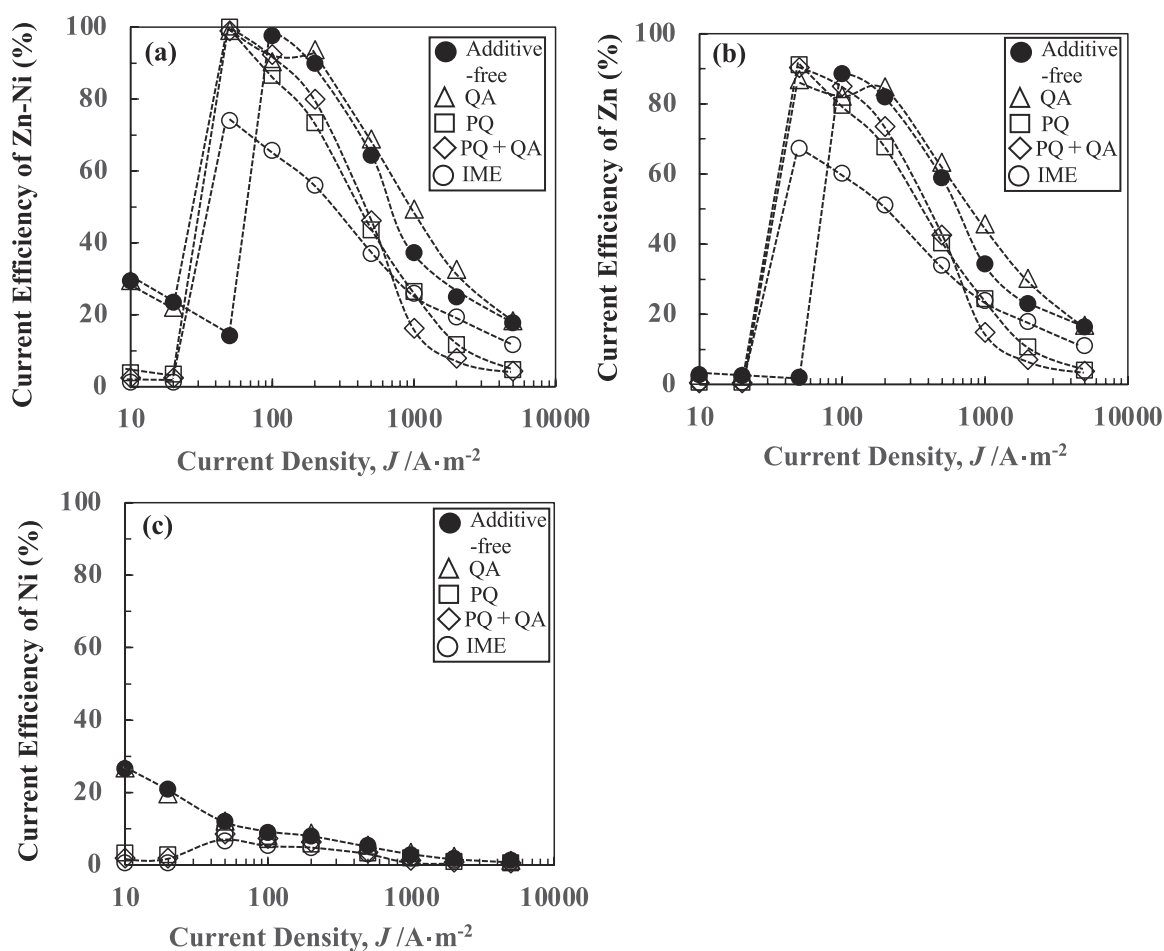 Current Efficiency of Zn-Ni (%)
100
80
60
40
20
0
(a)
Additive
-free
QA
PQ
PQ + QA
IME
10
100
1000
10000
Current Density, J /A·m-2
Current Efficiency of Zn (%)
100
80
60
40
20
0
(b)
Additive
-free
QA
PQ
PQ + QA
IME
10
100
1000
10000
Current Density, J /A·m-2
Current Efficiency of Ni (%)
100
80
60
40
20
0
(c)
Additive
-free
QA
PQ
PQ + QA
IME
10
100
1000
10000
Current Density, J /A·m-2